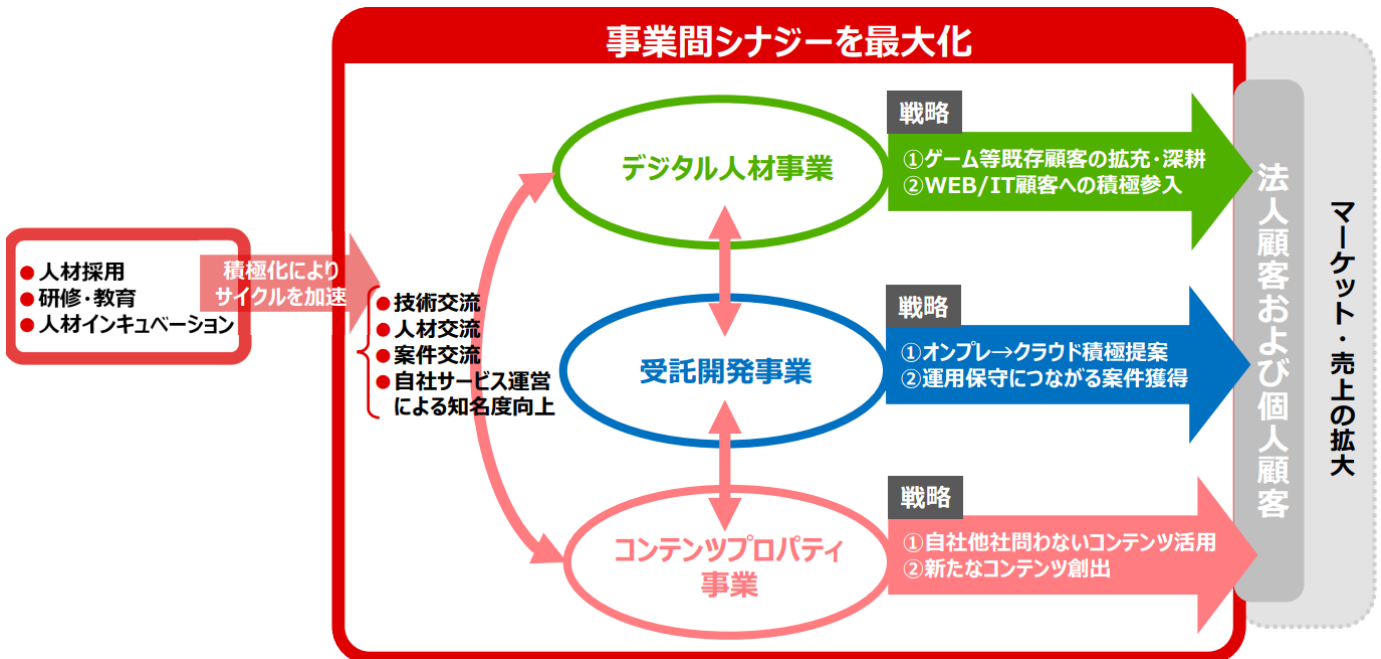 事業間シナジーを最大化
●人材採用
●研修・教育
●人材インキュベーション
積極化により
サイクルを加速
●技術交流
●人材交流
●案件交流
●自社サービス運営
による知名度向上
デジタル人材事業
戦略
①ゲーム等既存顧客の拡充・深耕
②WEB/IT顧客への積極参入
受託開発事業
戦略
①オンプレ→クラウド積極提案
②運用保守につながる案件獲得
コンテンツプロパティ
事業
戦略
①自社他社問わないコンテンツ活用
②新たなコンテンツ創出
法人顧客および個人顧客
マーケット・売上の拡大